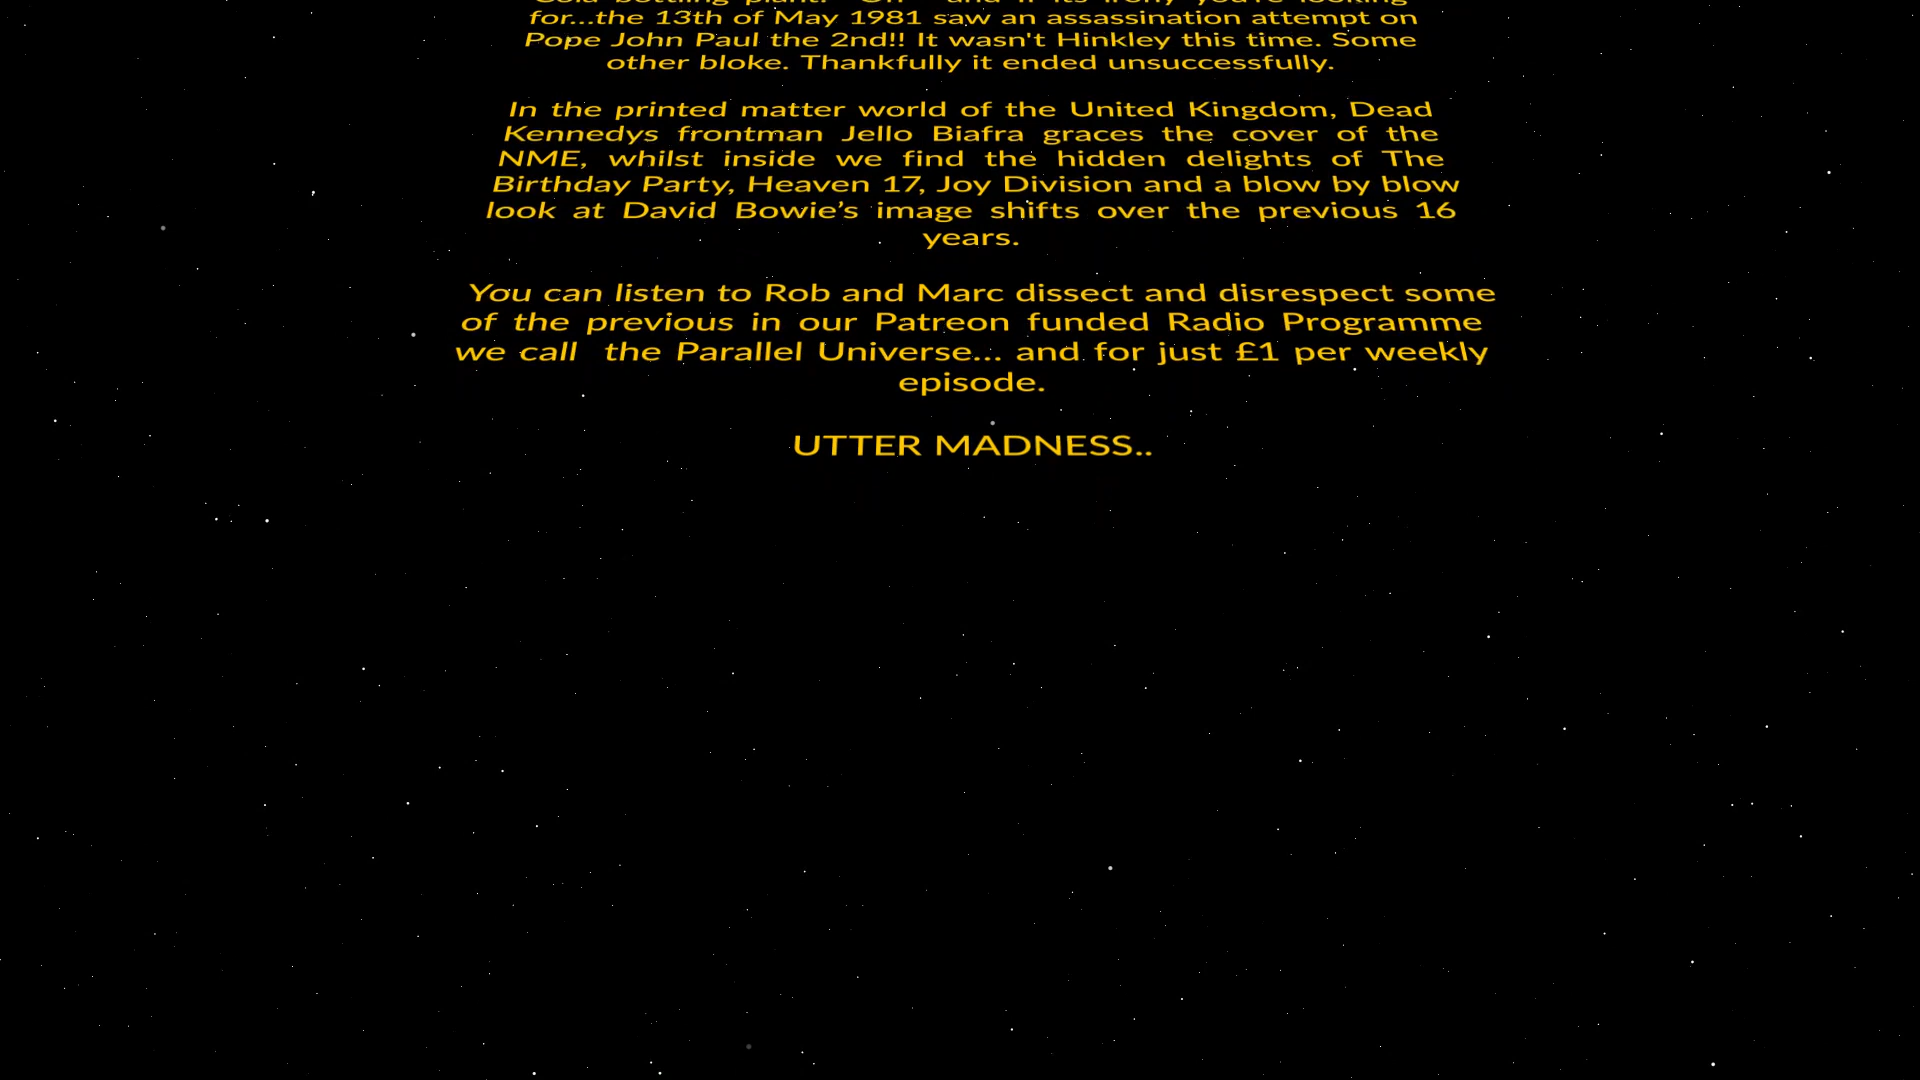 for...the 13th of May 1981 saw an assassination attempt on
Pope John Paul the 2nd!! It wasn't Hinkley this time. Some
other bloke. Thankfully it ended unsuccessfully.
In the printed matter world of the United Kingdom, Dead
Kennedys frontman Jello Biafra graces the cover of the
NME, whilst inside we find the hidden delights of The
Birthday Party, Heaven 17, Joy Division and a blow by blow
look at David Bowie’s image shifts over the previous 16
years.
You can listen to Rob and Marc dissect and disrespect some
of the previous in our Patreon funded Radio Programme
we call the Parallel Universe... and for just £1 per weekly
episode.
UTTER MADNESS..